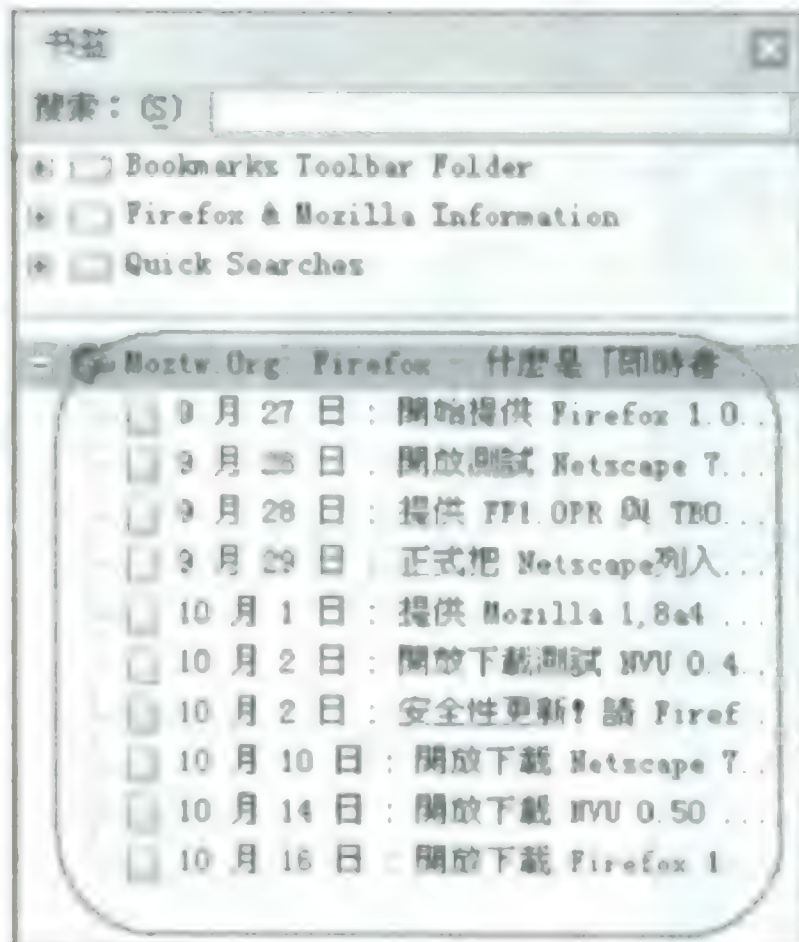 书签
搜索：(S)
Bookmarks Toolbar Folder
Firefox & Mozilla Information
Quick Searches
Moztw.Org Firefox - 什麼是「即時書
9 月 27 日 : 開始提供 Firefox 1.0...
9 月 28 日 : 開放測試 Netscape 7...
9 月 28 日 : 提供 FF1.0PR 與 TB0...
9 月 29 日 : 正式把 Netscape列入...
10 月 1 日 : 提供 Mozilla 1,8a4 ...
10 月 2 日 : 開放下載測試 NVU 0.4...
10 月 2 日 : 安全性更新! 請 Firef...
10 月 10 日 : 開放下載 Netscape 7...
10 月 14 日 : 開放下載 NVU 0.50 ...
10 月 16 日 : 開放下載 Firefox 1